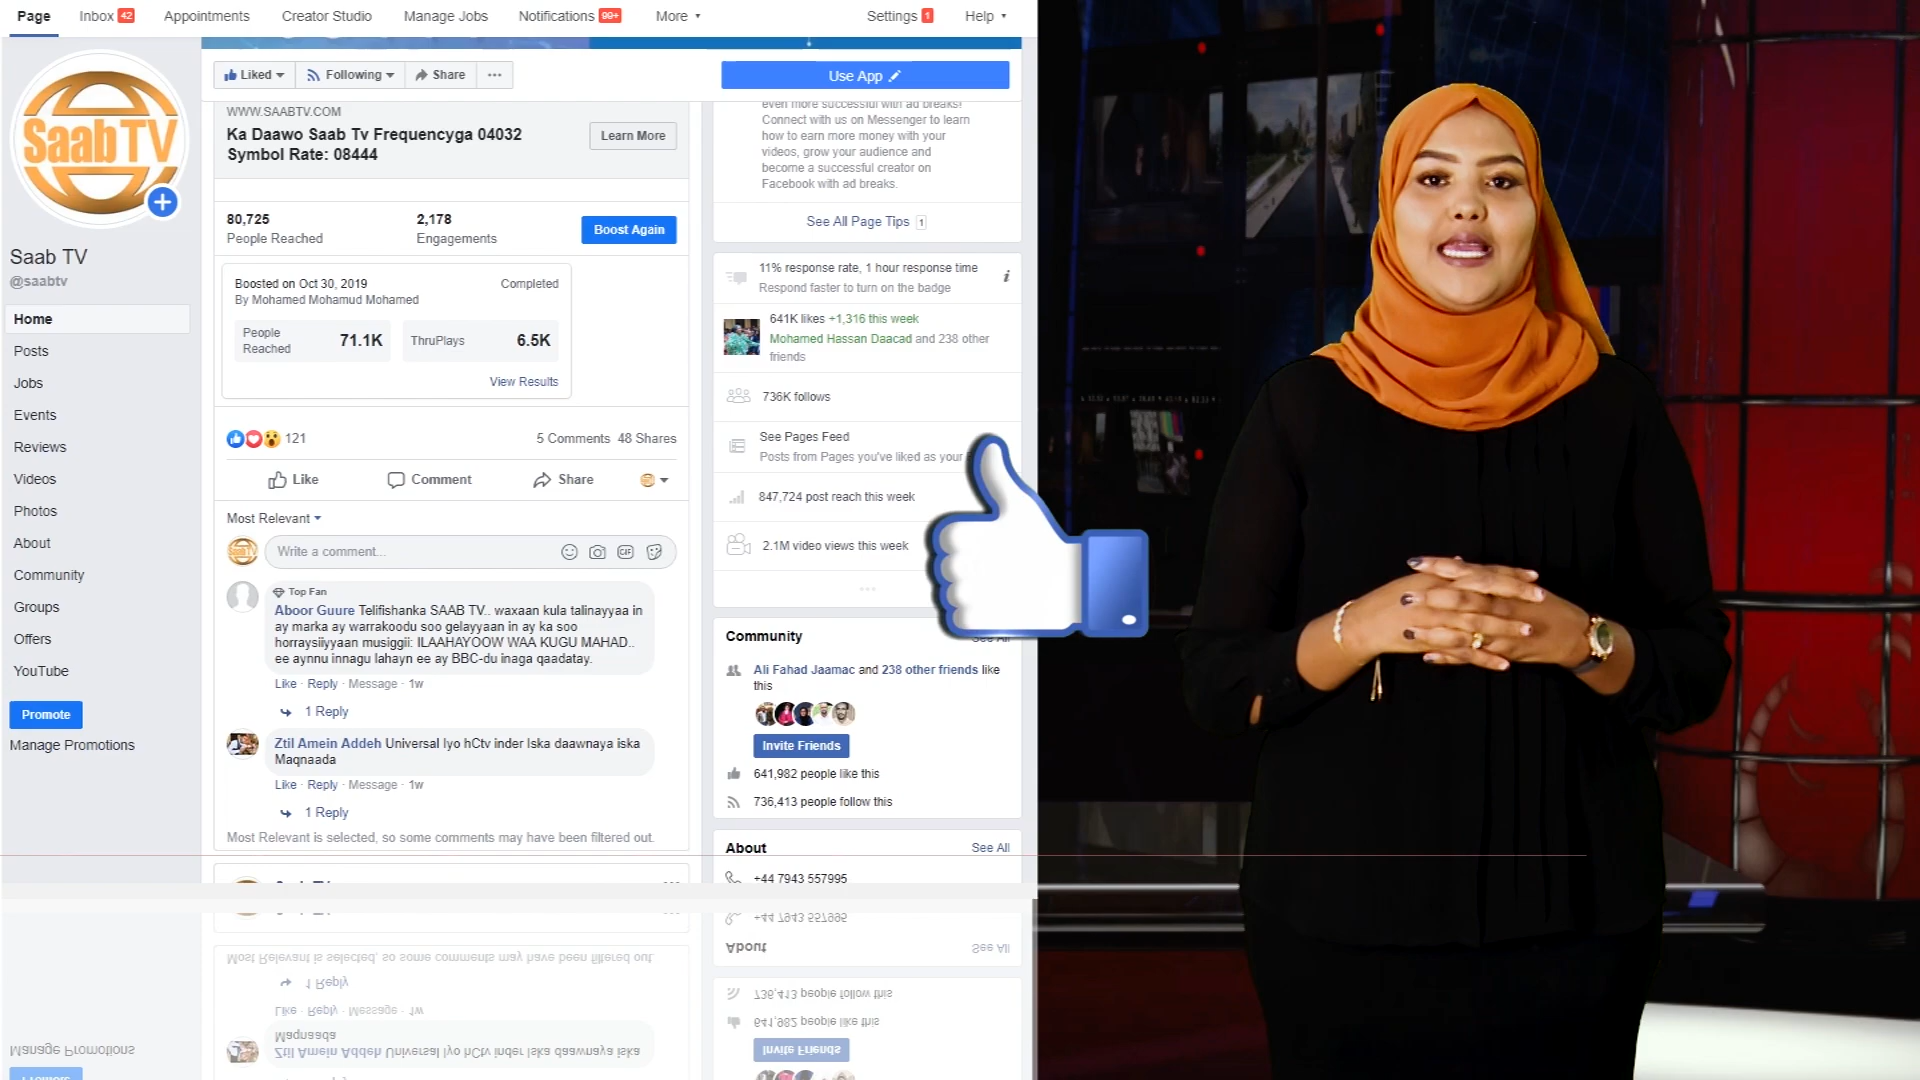 Page
Inbox 42
Appointments
Creator Studio
Manage Jobs
Notifications 99+
More
Settings 1
Help
SaabTV
Saab TV
@saabtv
Home
Posts
Jobs
Events
Reviews
Videos
Photos
About
Community
Groups
Offers
YouTube
Promote
Manage Promotions
Liked
Following
Share
Use App
WWW.SAABTV.COM
Ka Daawo Saab Tv Frequencyga 04032
Symbol Rate: 08444
Learn More
80,725
People Reached
2,178
Engagements
Boost Again
Boosted on Oct 30, 2019
Completed
By Mohamed Mohamud Mohamed
People
Reached
71.1K
ThruPlays
6.5K
View Results
121
5 Comments 48 Shares
Like
Comment
Share
Most Relevant
Write a comment...
GIF
Top Fan
Aboor Guure Telifishanka SAAB TV.. waxaan kula talinayyaa in
ay marka ay warrakoodu soo gelayyaan in ay ka soo
horraysiiyyaan musiggii: ILAAHAYOOW WAA KUGU MAHAD..
ee aynnu innagu lahayn ee ay BBC-du inaga qaadatay.
Like · Reply · Message · 1w
1 Reply
Ztil Amein Addeh Universal Iyo hCtv inder Iska daawnaya iska
Maqnaada
Like · Reply · Message · 1w
1 Reply
Most Relevant is selected, so some comments may have been filtered out.
even more successful with ad breaks!
Connect with us on Messenger to learn
how to earn more money with your
videos, grow your audience and
become a successful creator on
Facebook with ad breaks.
See All Page Tips 1
11% response rate, 1 hour response time
Respond faster to turn on the badge
641K likes +1,316 this week
Mohamed Hassan Daacad and 238 other
friends
736K follows
See Pages Feed
Posts from Pages you've liked as your
847,724 post reach this week
2.1M video views this week
Community
See All
Ali Fahad Jaamac and 238 other friends like
this
Invite Friends
641,982 people like this
736,413 people follow this
About
See All
+44 7943 557995